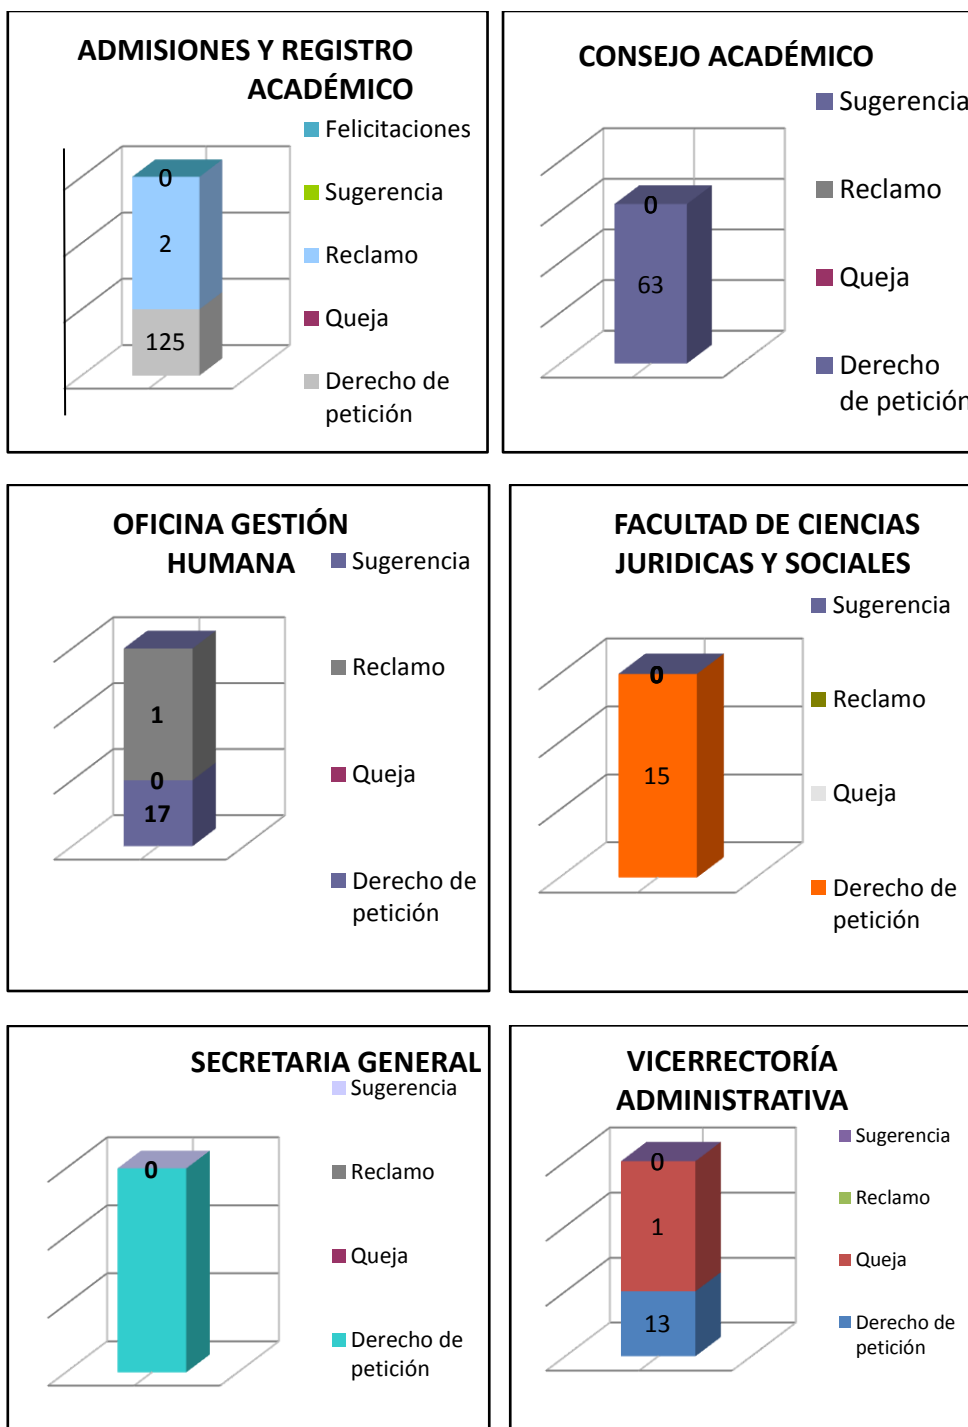 ADMISIONES Y REGISTRO
ACADÉMICO
Felicitaciones
Sugerencia
Reclamo
Queja
Derecho de
petición
0
2
125
CONSEJO ACADÉMICO
Sugerencia
Reclamo
Queja
Derecho
de petición
0
63
OFICINA GESTIÓN
HUMANA
Sugerencia
Reclamo
Queja
Derecho de
petición
1
0
17
FACULTAD DE CIENCIAS
JURIDICAS Y SOCIALES
Sugerencia
Reclamo
Queja
Derecho de
petición
0
15
SECRETARIA GENERAL
Sugerencia
Reclamo
Queja
Derecho de
petición
0
VICERRECTORÍA
ADMINISTRATIVA
Sugerencia
Reclamo
Queja
Derecho de
petición
0
1
13